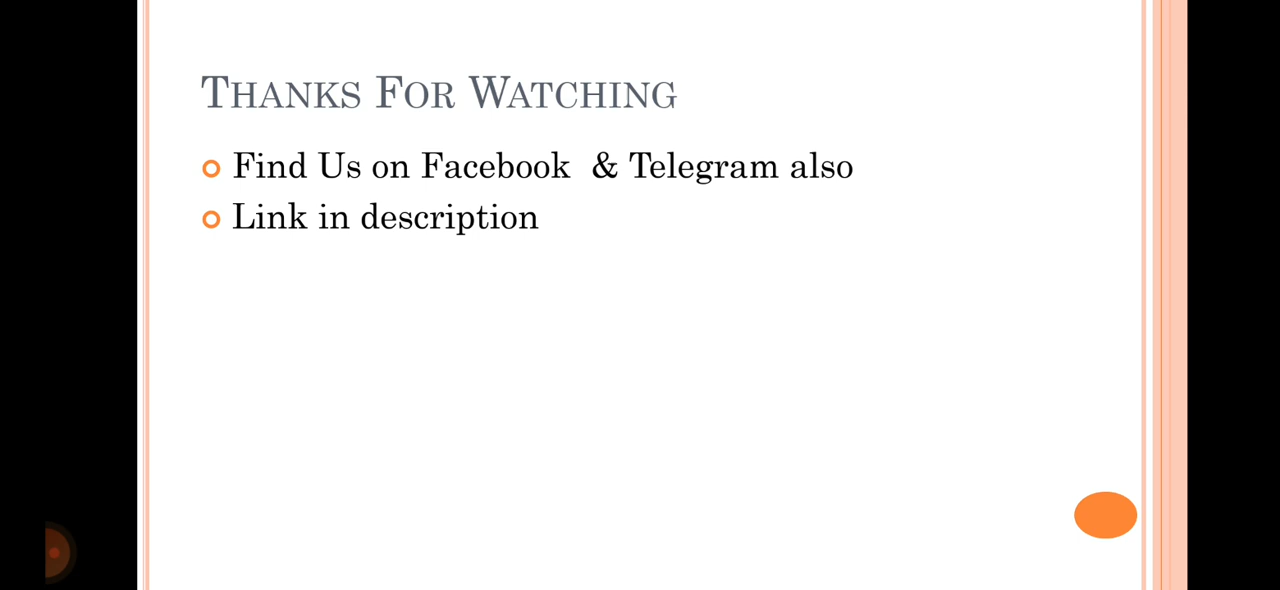 Thanks For Watching
Find Us on Facebook & Telegram also
Link in description